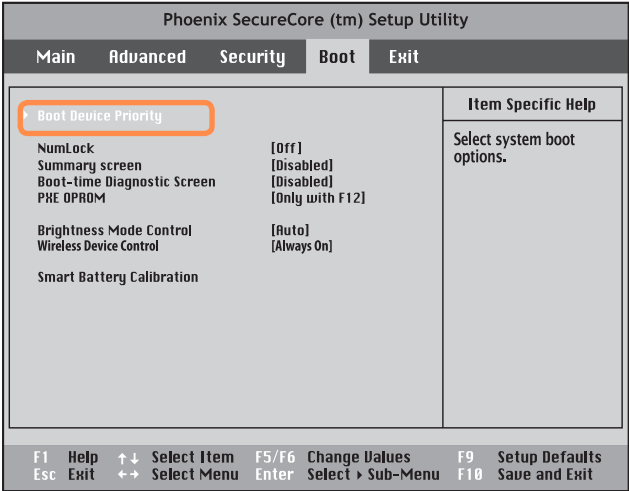 Phoenix SecureCore (tm) Setup Utility
Main Advanced Security Boot Exit
Boot Device Priority
NumLock [Off]
Summary screen [Disabled]
Boot-time Diagnostic Screen [Disabled]
PXE OPROM [Only with F12]
Brightness Mode Control [Auto]
Wireless Device Control [Always On]
Smart Battery Calibration
Item Specific Help
Select system boot
options.
F1 Help ↑↓ Select Item F5/F6 Change Values F9 Setup Defaults
Esc Exit ←→ Select Menu Enter Select ▸ Sub-Menu F10 Save and Exit